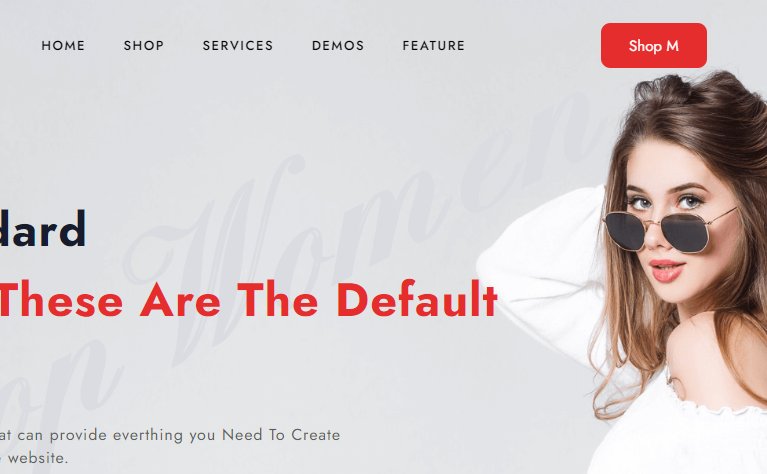 HOME SHOP SERVICES DEMOS FEATURE Shop M
Women
dard
These Are The Default
op
at can provide everthing you Need To Create
website.